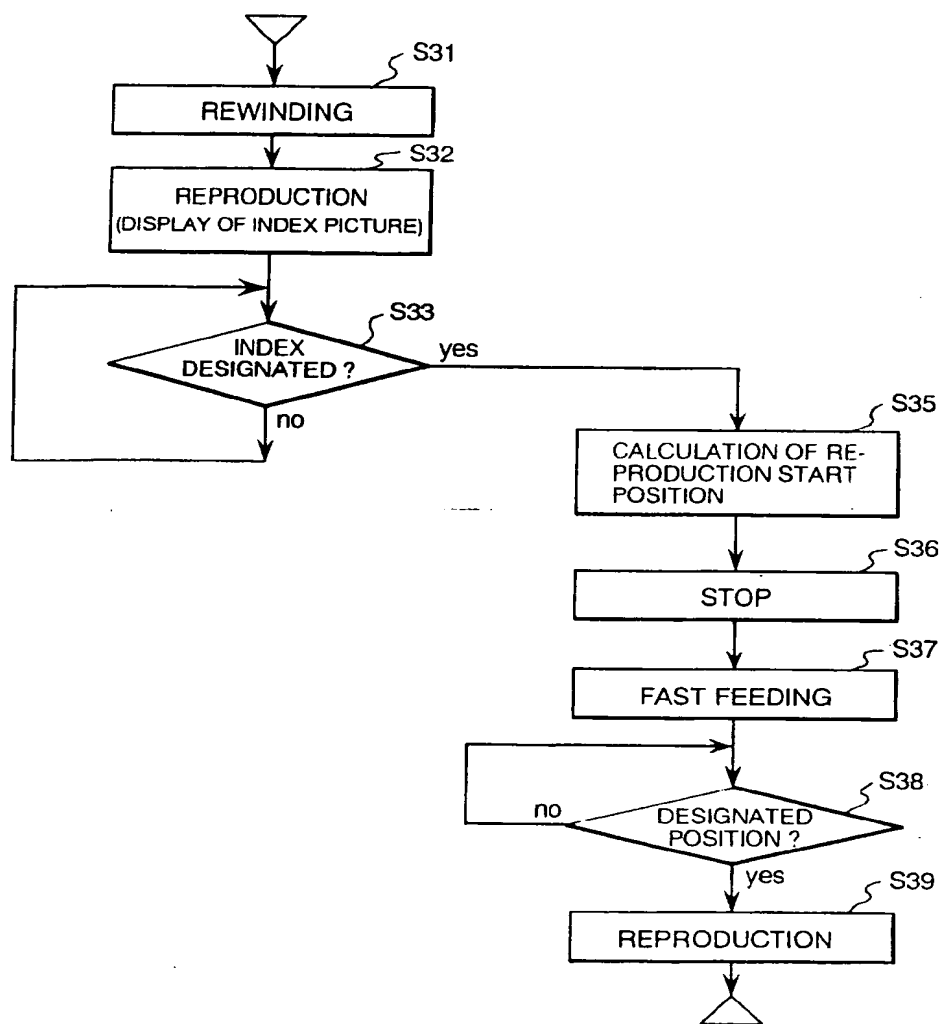 S31
REWINDING
S32
REPRODUCTION
(DISPLAY OF INDEX PICTURE)
S33
INDEX
DESIGNATED ?
yes
no
S35
CALCULATION OF RE-
PRODUCTION START
POSITION
S36
STOP
S37
FAST FEEDING
S38
no
DESIGNATED
POSITION ?
yes
S39
REPRODUCTION